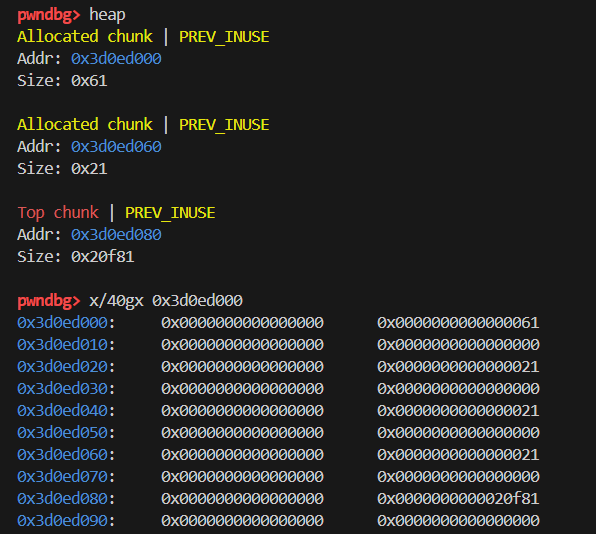 pwndbg> heap
Allocated chunk | PREV_INUSE
Addr: 0x3d0ed000
Size: 0x61
Allocated chunk | PREV_INUSE
Addr: 0x3d0ed060
Size: 0x21
Top chunk | PREV_INUSE
Addr: 0x3d0ed080
Size: 0x20f81
pwndbg> x/40gx 0x3d0ed000
0x3d0ed000: 0x0000000000000000 0x0000000000000061
0x3d0ed010: 0x0000000000000000 0x0000000000000000
0x3d0ed020: 0x0000000000000000 0x0000000000000021
0x3d0ed030: 0x0000000000000000 0x0000000000000000
0x3d0ed040: 0x0000000000000000 0x0000000000000021
0x3d0ed050: 0x0000000000000000 0x0000000000000000
0x3d0ed060: 0x0000000000000000 0x0000000000000021
0x3d0ed070: 0x0000000000000000 0x0000000000000000
0x3d0ed080: 0x0000000000000000 0x0000000000020f81
0x3d0ed090: 0x0000000000000000 0x0000000000000000